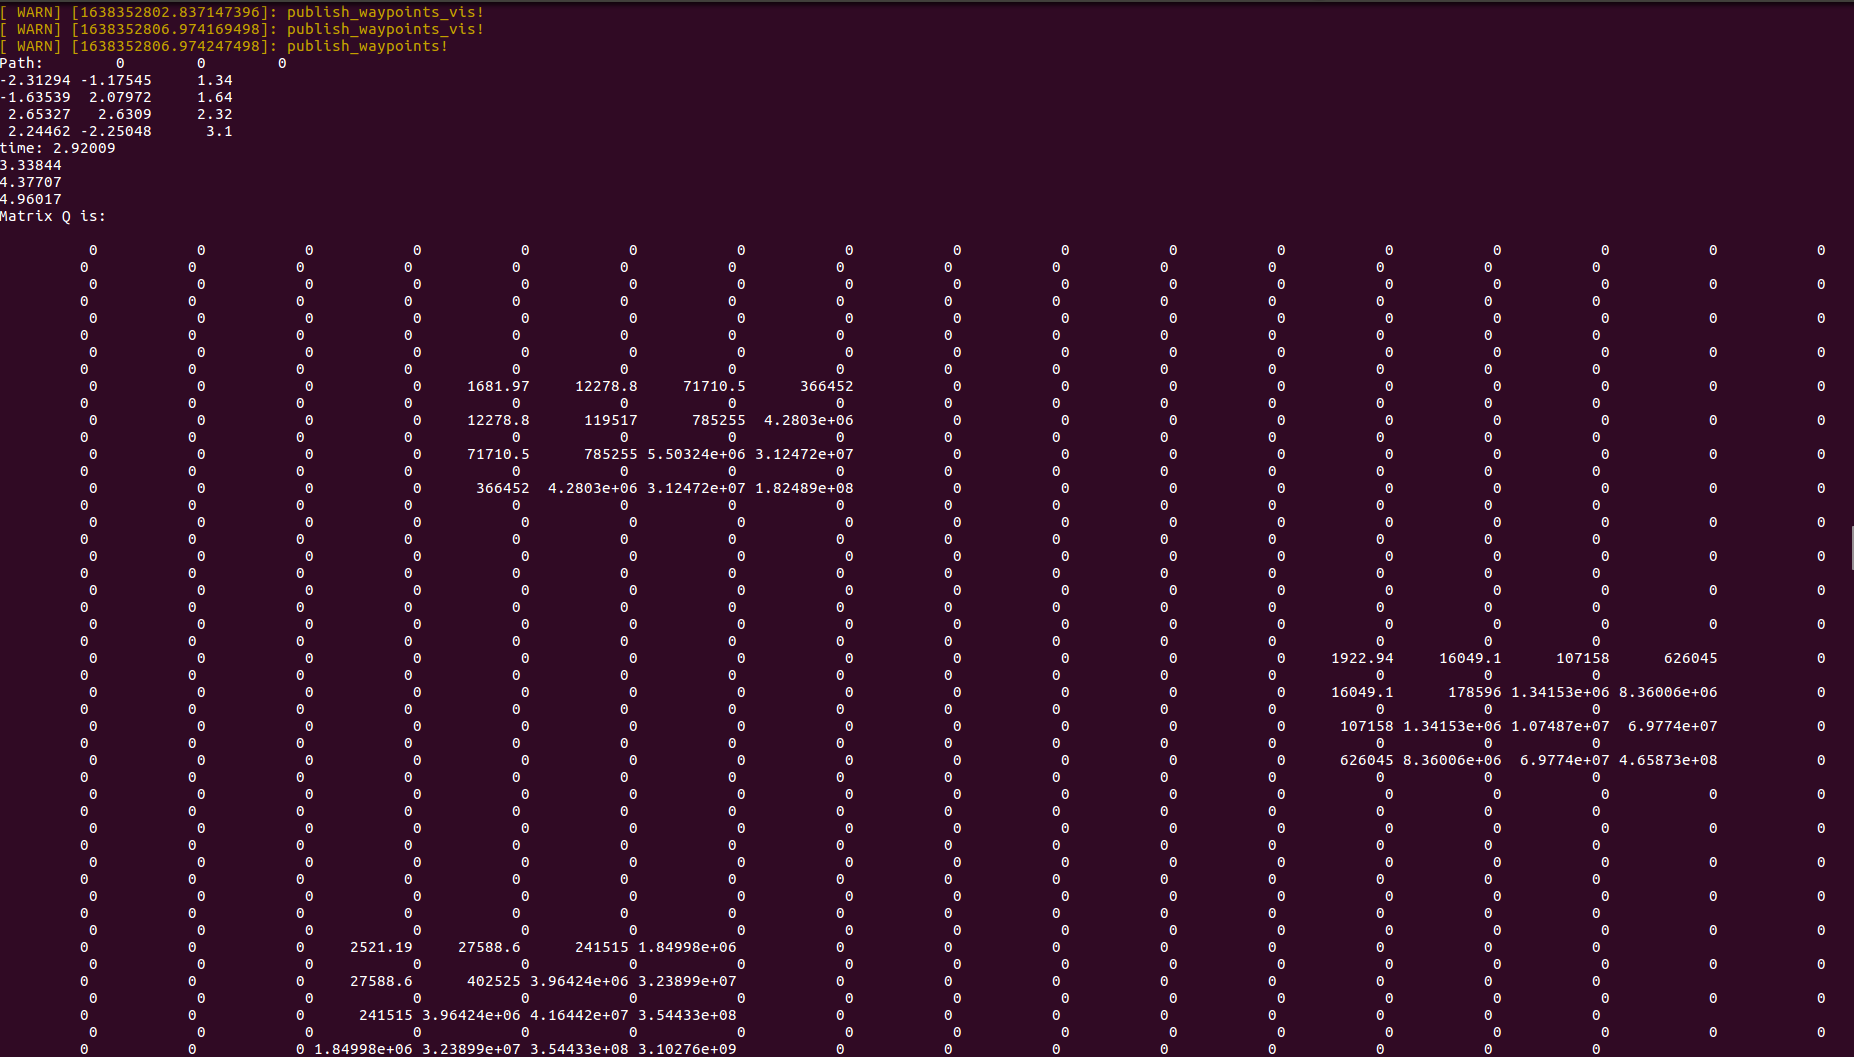 [ WARN] [1638352802.837147396]: publish_waypoints_vis!
[ WARN] [1638352806.974169498]: publish_waypoints_vis!
[ WARN] [1638352806.974247498]: publish_waypoints!
Path: 0 0 0
-2.31294 -1.17545 1.34
-1.63539 2.07972 1.64
2.65327 2.6309 2.32
2.24462 -2.25048 3.1
time: 2.92009
3.33844
4.37707
4.96017
Matrix Q is:
0 0 0 0 0 0 0 0 0 0 0 0 0 0 0 0 0
0 0 0 0 0 0 0 0 0 0 0 0 0 0 0
0 0 0 0 0 0 0 0 0 0 0 0 0 0 0 0 0
0 0 0 0 0 0 0 0 0 0 0 0 0 0 0
0 0 0 0 0 0 0 0 0 0 0 0 0 0 0 0 0
0 0 0 0 0 0 0 0 0 0 0 0 0 0 0
0 0 0 0 0 0 0 0 0 0 0 0 0 0 0 0 0
0 0 0 0 0 0 0 0 0 0 0 0 0 0 0
0 0 0 0 1681.97 12278.8 71710.5 366452 0 0 0 0 0 0 0 0 0
0 0 0 0 0 0 0 0 0 0 0 0 0 0 0
0 0 0 0 12278.8 119517 785255 4.2803e+06 0 0 0 0 0 0 0 0 0
0 0 0 0 0 0 0 0 0 0 0 0 0 0 0
0 0 0 0 71710.5 785255 5.50324e+06 3.12472e+07 0 0 0 0 0 0 0 0 0
0 0 0 0 0 0 0 0 0 0 0 0 0 0 0
0 0 0 0 366452 4.2803e+06 3.12472e+07 1.82489e+08 0 0 0 0 0 0 0 0 0
0 0 0 0 0 0 0 0 0 0 0 0 0 0 0
0 0 0 0 0 0 0 0 0 0 0 0 0 0 0 0 0
0 0 0 0 0 0 0 0 0 0 0 0 0 0 0
0 0 0 0 0 0 0 0 0 0 0 0 0 0 0 0 0
0 0 0 0 0 0 0 0 0 0 0 0 0 0 0
0 0 0 0 0 0 0 0 0 0 0 0 0 0 0 0 0
0 0 0 0 0 0 0 0 0 0 0 0 0 0 0
0 0 0 0 0 0 0 0 0 0 0 0 0 0 0 0 0
0 0 0 0 0 0 0 0 0 0 0 0 0 0 0
0 0 0 0 0 0 0 0 0 0 0 0 1922.94 16049.1 107158 626045 0
0 0 0 0 0 0 0 0 0 0 0 0 0 0 0
0 0 0 0 0 0 0 0 0 0 0 0 16049.1 178596 1.34153e+06 8.36006e+06 0
0 0 0 0 0 0 0 0 0 0 0 0 0 0 0
0 0 0 0 0 0 0 0 0 0 0 0 107158 1.34153e+06 1.07487e+07 6.9774e+07 0
0 0 0 0 0 0 0 0 0 0 0 0 0 0 0
0 0 0 0 0 0 0 0 0 0 0 0 626045 8.36006e+06 6.9774e+07 4.65873e+08 0
0 0 0 0 0 0 0 0 0 0 0 0 0 0 0
0 0 0 0 0 0 0 0 0 0 0 0 0 0 0 0 0
0 0 0 0 0 0 0 0 0 0 0 0 0 0 0
0 0 0 0 0 0 0 0 0 0 0 0 0 0 0 0 0
0 0 0 0 0 0 0 0 0 0 0 0 0 0 0
0 0 0 0 0 0 0 0 0 0 0 0 0 0 0 0 0
0 0 0 0 0 0 0 0 0 0 0 0 0 0 0
0 0 0 0 0 0 0 0 0 0 0 0 0 0 0 0 0
0 0 0 0 0 0 0 0 0 0 0 0 0 0 0
0 0 0 0 0 0 0 0 0 0 0 0 0 0 0 0 0
0 0 0 2521.19 27588.6 241515 1.84998e+06 0 0 0 0 0 0 0 0
0 0 0 0 0 0 0 0 0 0 0 0 0 0 0 0 0
0 0 0 27588.6 402525 3.96424e+06 3.23899e+07 0 0 0 0 0 0 0 0
0 0 0 0 0 0 0 0 0 0 0 0 0 0 0 0 0
0 0 0 241515 3.96424e+06 4.16442e+07 3.54433e+08 0 0 0 0 0 0 0 0
0 0 0 0 0 0 0 0 0 0 0 0 0 0 0 0 0
0 0 0 1.84998e+06 3.23899e+07 3.54433e+08 3.10276e+09 0 0 0 0 0 0 0 0